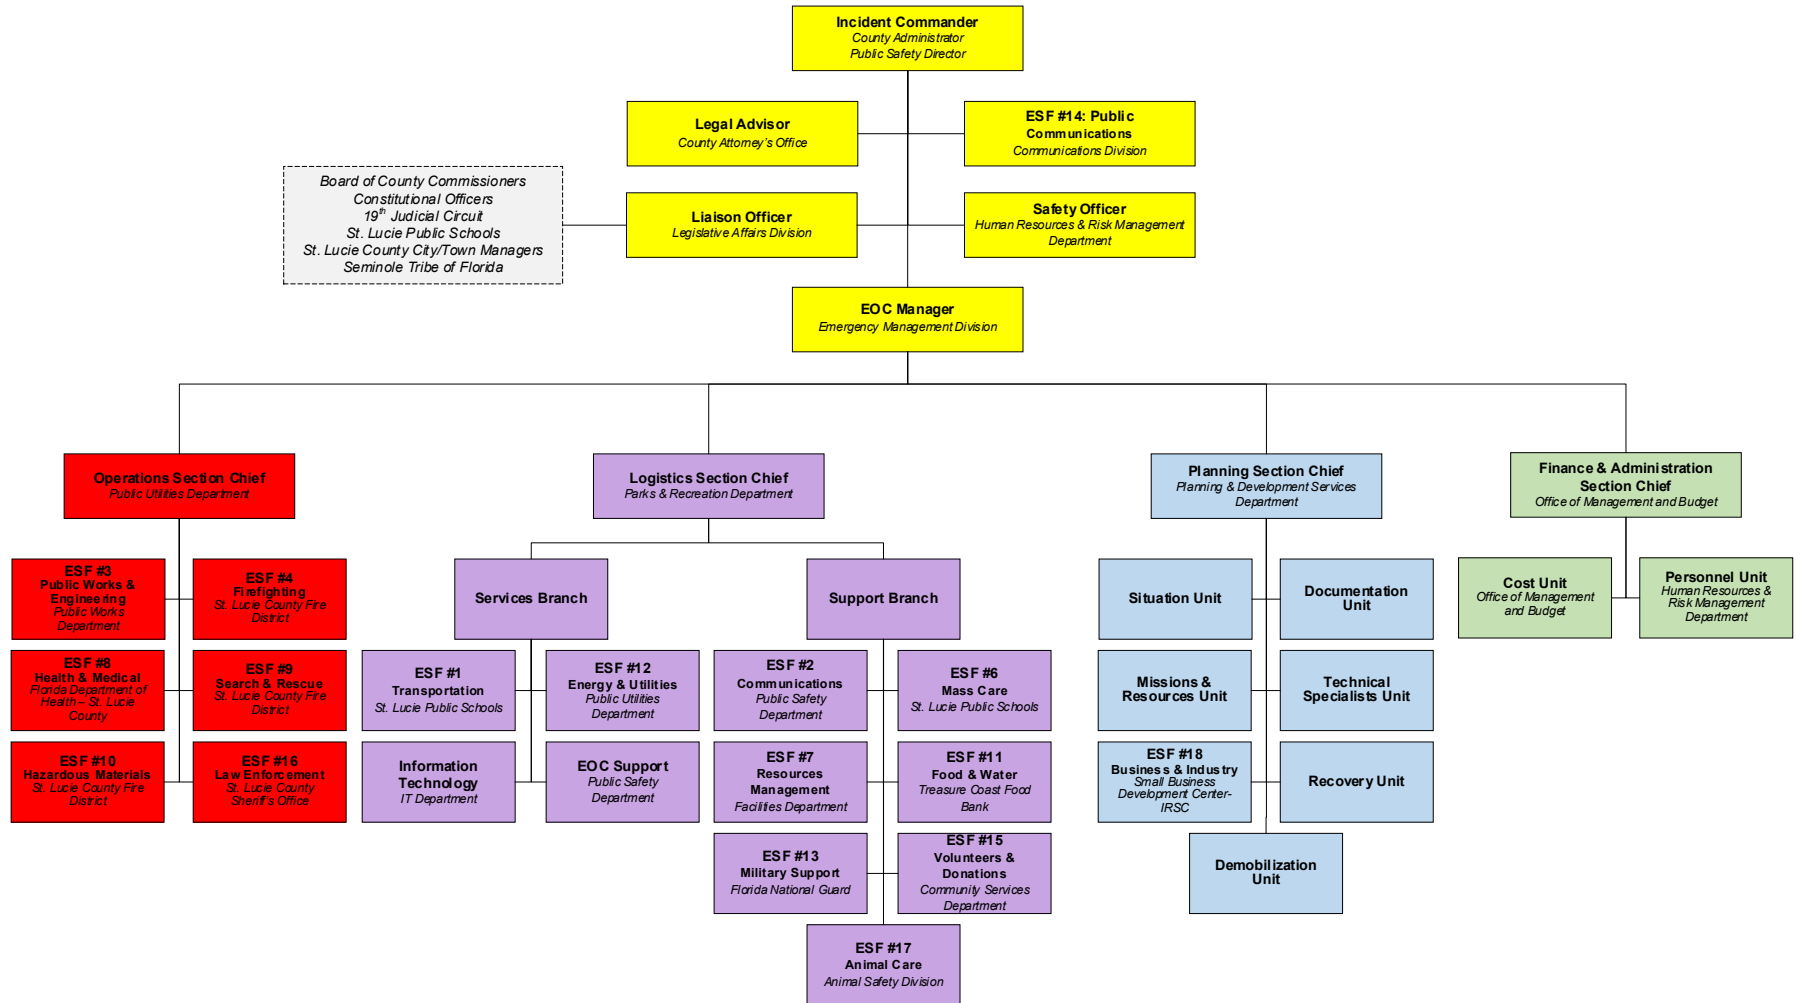 Incident Commander
County Administrator
Public Safety Director
Legal Advisor
County Attorney's Office
ESF #14: Public
Communications
Communications Division
Board of County Commissioners
Constitutional Officers
19th Judicial Circuit
St. Lucie Public Schools
St. Lucie County City/Town Managers
Seminole Tribe of Florida
Liaison Officer
Legislative Affairs Division
Safety Officer
Human Resources & Risk Management
Department
EOC Manager
Emergency Management Division
Operations Section Chief
Public Utilities Department
Logistics Section Chief
Parks & Recreation Department
Planning Section Chief
Planning & Development Services
Department
Finance & Administration
Section Chief
Office of Management and Budget
ESF #3
Public Works &
Engineering
Public Works
Department
ESF #4
Firefighting
St. Lucie County Fire
District
ESF #8
Health & Medical
Florida Department of
Health – St. Lucie
County
ESF #9
Search & Rescue
St. Lucie County Fire
District
ESF #10
Hazardous Materials
St. Lucie County Fire
District
ESF #16
Law Enforcement
St. Lucie County
Sheriff's Office
Services Branch
Support Branch
ESF #1
Transportation
St. Lucie Public Schools
ESF #12
Energy & Utilities
Public Utilities
Department
Information
Technology
IT Department
EOC Support
Public Safety
Department
ESF #2
Communications
Public Safety
Department
ESF #6
Mass Care
St. Lucie Public Schools
ESF #7
Resources
Management
Facilities Department
ESF #11
Food & Water
Treasure Coast Food
Bank
ESF #13
Military Support
Florida National Guard
ESF #15
Volunteers &
Donations
Community Services
Department
ESF #17
Animal Care
Animal Safety Division
Situation Unit
Documentation
Unit
Missions &
Resources Unit
Technical
Specialists Unit
ESF #18
Business & Industry
Small Business
Development Center-
IRSC
Recovery Unit
Demobilization
Unit
Cost Unit
Office of Management
and Budget
Personnel Unit
Human Resources &
Risk Management
Department